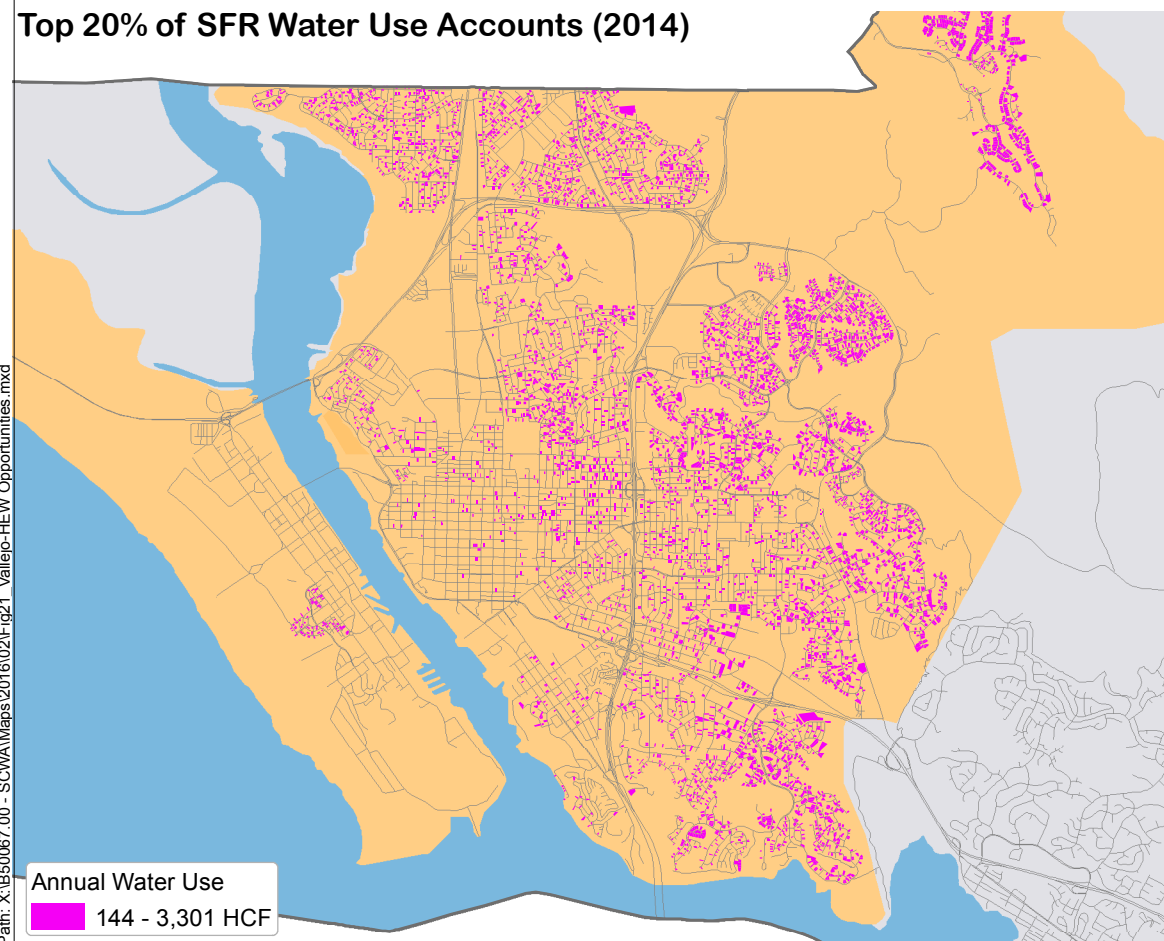 Top 20% of SFR Water Use Accounts (2014)
Path: X:\B50067.00 - SCWA\Maps\2016\02\Fig21_Vallejo-HEW Opportunities.mxd
Annual Water Use
144 - 3,301 HCF